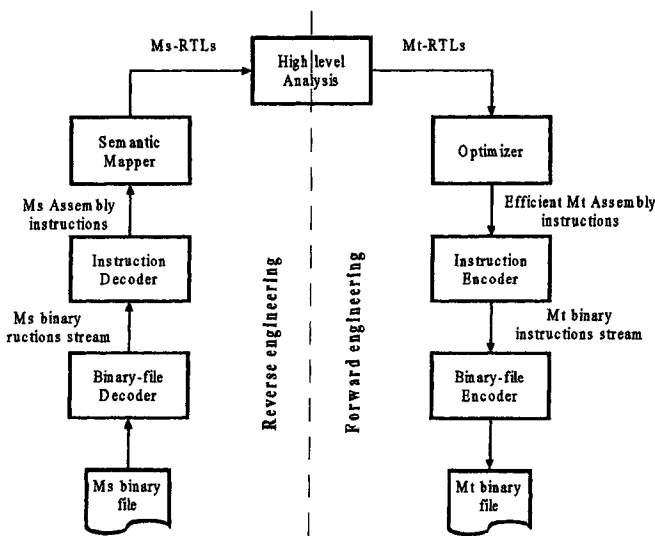 Ms-RTLs
High level
Analysis
Mt-RTLs
Semantic
Mapper
Optimizer
Ms Assembly
instructions
Efficient Mt Assembly
instructions
Instruction
Decoder
Instruction
Encoder
Ms binary
ructions stream
Mt binary
instructions stream
Binary-file
Decoder
Binary-file
Encoder
Reverse engineering
Forward engineering
Ms binary
file
Mt binary
file